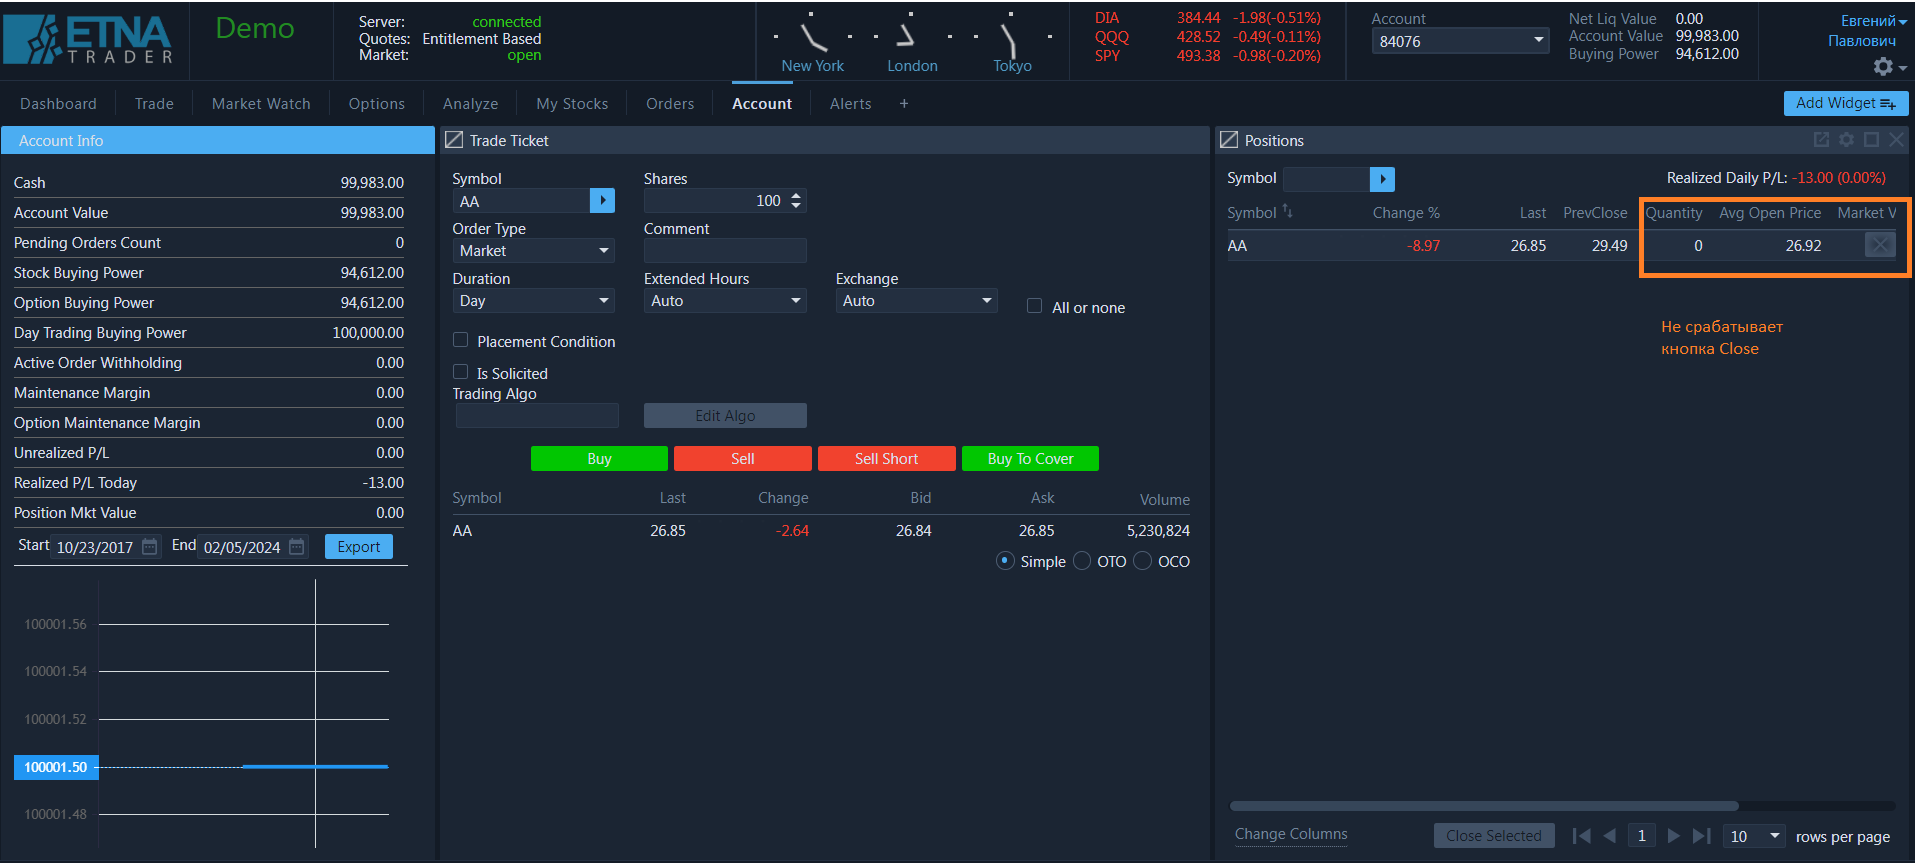 ETNA
TRADER
Demo
Server: connected
Quotes: Entitlement Based
Market: open
New York
London
Tokyo
DIA 384.44 -1.98(-0.51%)
QQQ 428.52 -0.49(-0.11%)
SPY 493.38 -0.98(-0.20%)
Account
84076
Net Liq Value 0.00
Account Value 99,983.00
Buying Power 94,612.00
Евгений
Павлович
Dashboard Trade Market Watch Options Analyze My Stocks Orders Account Alerts +
Add Widget
Account Info
Cash 99,983.00
Account Value 99,983.00
Pending Orders Count 0
Stock Buying Power 94,612.00
Option Buying Power 94,612.00
Day Trading Buying Power 100,000.00
Active Order Withholding 0.00
Maintenance Margin 0.00
Option Maintenance Margin 0.00
Unrealized P/L 0.00
Realized P/L Today -13.00
Position Mkt Value 0.00
Start 10/23/2017 End 02/05/2024 Export
100001.56
100001.54
100001.52
100001.50
100001.48
Trade Ticket
Symbol Shares
AA 100
Order Type Comment
Market
Duration Extended Hours Exchange
Day Auto Auto All or none
Placement Condition
Is Solicited
Trading Algo
Edit Algo
Buy Sell Sell Short Buy To Cover
Symbol Last Change Bid Ask Volume
AA 26.85 -2.64 26.84 26.85 5,230,824
Simple OTO OCO
Positions
Symbol Realized Daily P/L: -13.00 (0.00%)
Symbol Change % Last PrevClose Quantity Avg Open Price Market V
AA -8.97 26.85 29.49 0 26.92
Не срабатывает
кнопка Close
Change Columns Close Selected 1 10 rows per page